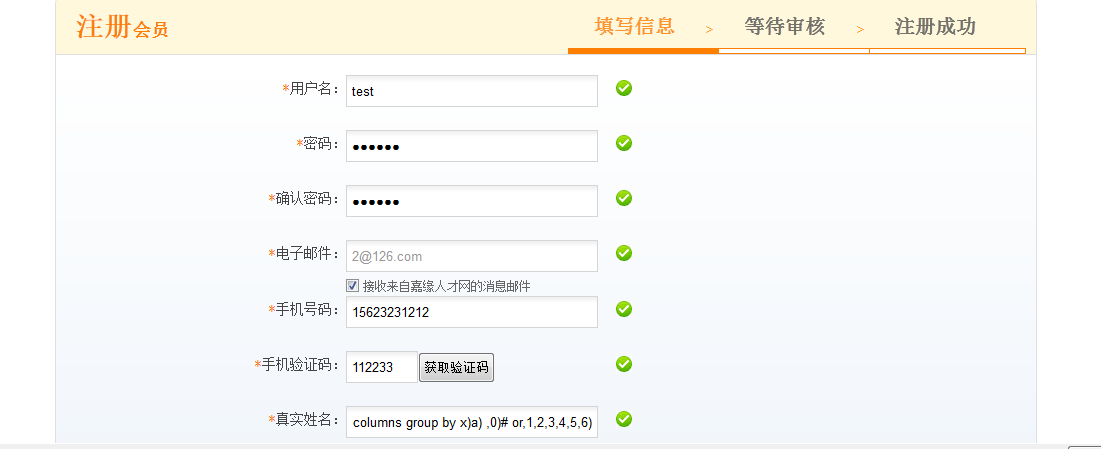 注册会员
填写信息 > 等待审核 > 注册成功
*用户名： test
*密码： ••••••
*确认密码： ••••••
*电子邮件： 2@126.com
接收来自嘉缘人才网的消息邮件
*手机号码： 15623231212
*手机验证码： 112233 获取验证码
*真实姓名： columns group by x)a) ,0)# or,1,2,3,4,5,6)